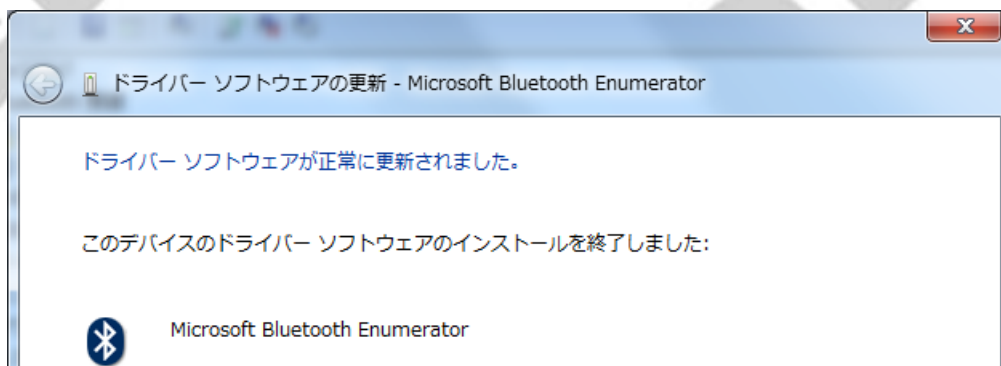 ドライバー ソフトウェアの更新 - Microsoft Bluetooth Enumerator
ドライバー ソフトウェアが正常に更新されました。
このデバイスのドライバー ソフトウェアのインストールを終了しました:
Microsoft Bluetooth Enumerator